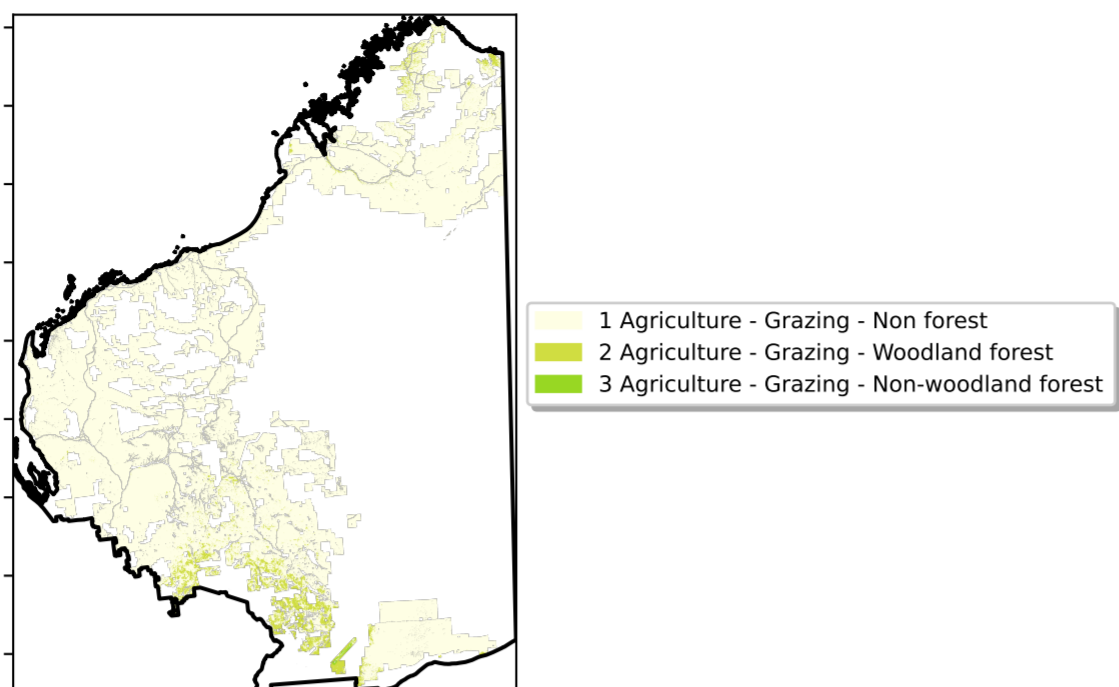 1 Agriculture - Grazing - Non forest
2 Agriculture - Grazing - Woodland forest
3 Agriculture - Grazing - Non-woodland forest